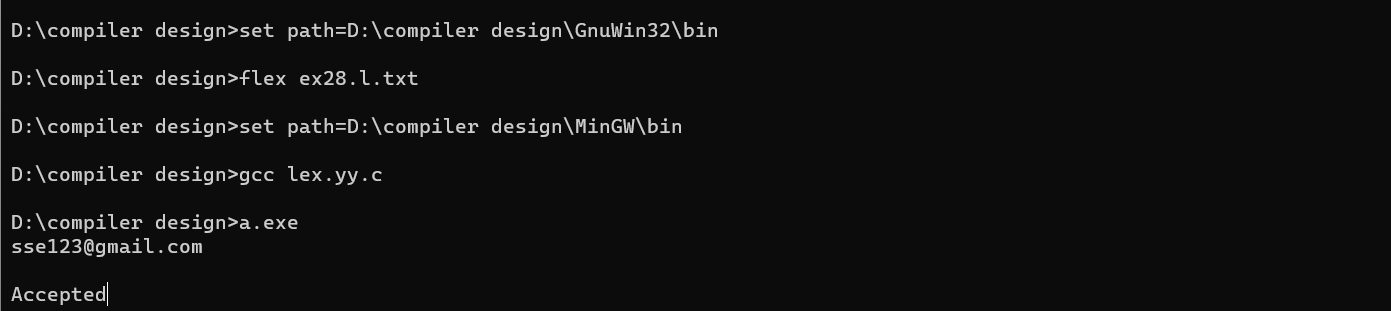 D:\compiler design>set path=D:\compiler design\GnuWin32\bin
D:\compiler design>flex ex28.l.txt
D:\compiler design>set path=D:\compiler design\MinGW\bin
D:\compiler design>gcc lex.yy.c
D:\compiler design>a.exe
sse123@gmail.com
Accepted